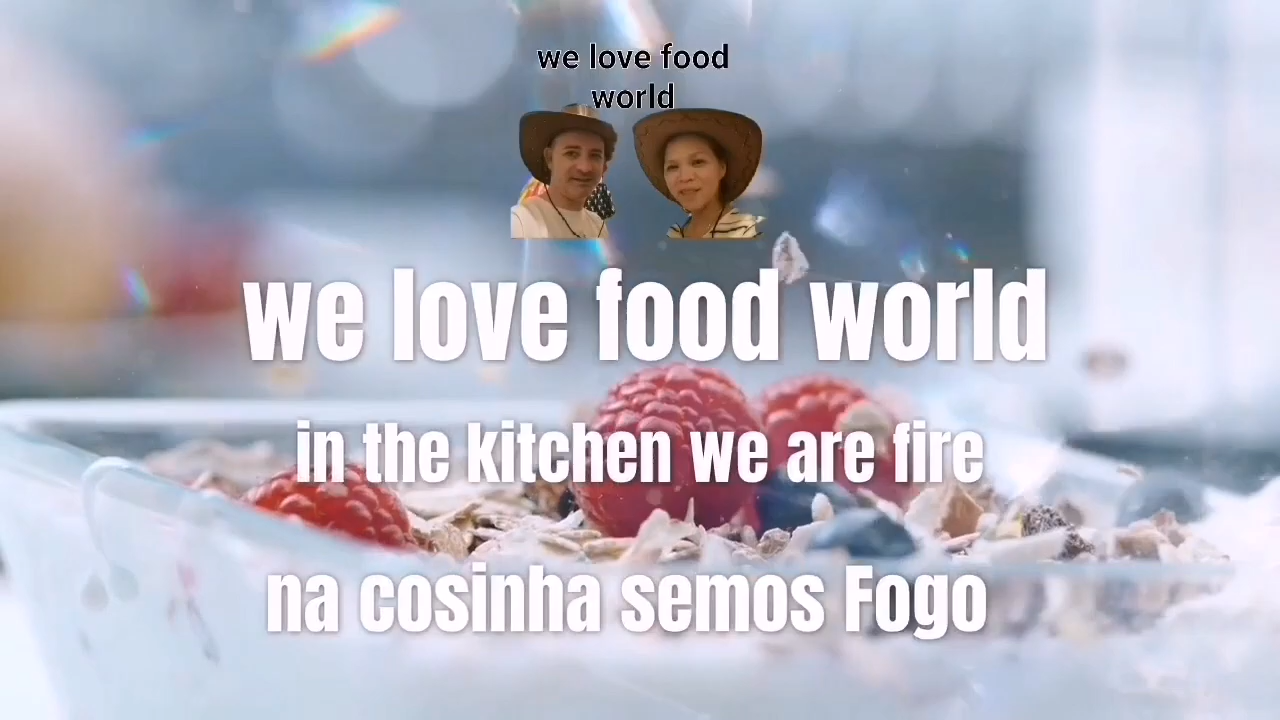 we love food
world
we love food world
in the kitchen we are fire
na cosinha semos Fogo